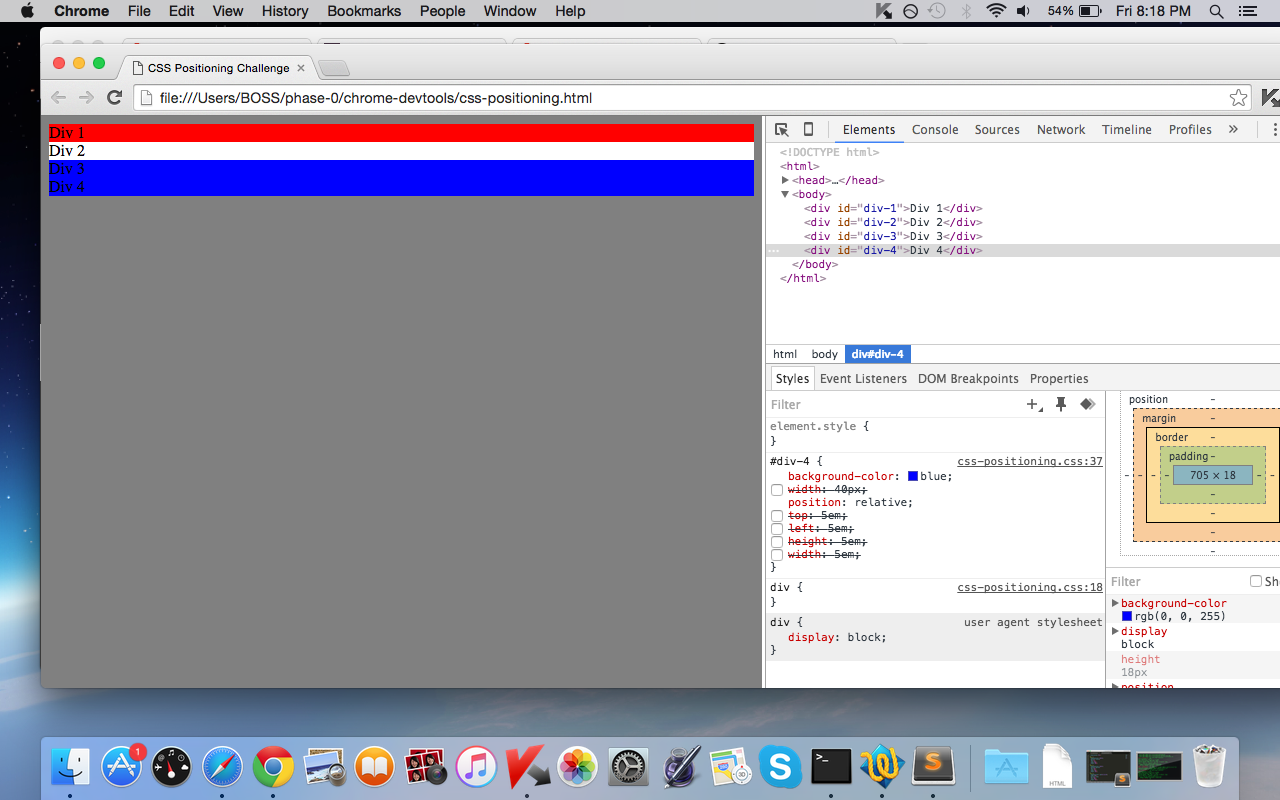 Chrome File Edit View History Bookmarks People Window Help 54% Fri 8:18 PM
CSS Positioning Challenge ×
file:///Users/BOSS/phase-0/chrome-devtools/css-positioning.html
Div 1
Div 2
Div 3
Div 4
Elements Console Sources Network Timeline Profiles »
<!DOCTYPE html>
<html>
<head>…</head>
<body>
<div id="div-1">Div 1</div>
<div id="div-2">Div 2</div>
<div id="div-3">Div 3</div>
… <div id="div-4">Div 4</div>
</body>
</html>
html body div#div-4
Styles Event Listeners DOM Breakpoints Properties
Filter
element.style {
}
#div-4 { css-positioning.css:37
background-color: blue;
width: 40px;
position: relative;
top: 5em;
left: 5em;
height: 5em;
width: 5em;
}
div { css-positioning.css:18
}
div { user agent stylesheet
display: block;
}
position -
margin -
border -
padding -
- - - - 705 × 18 - - -
-
-
-
-
Filter Sho
background-color
rgb(0, 0, 255)
display
block
height
18px
position
1
30
>_
S
HTML
S